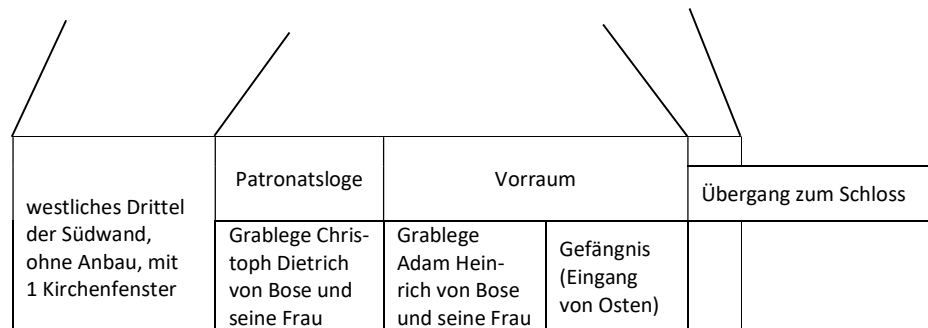 westliches Drittel
der Südwand,
ohne Anbau, mit
1 Kirchenfenster
Patronatsloge
Vorraum
Übergang zum Schloss
Grablege Chris-
toph Dietrich
von Bose und
seine Frau
Grablege
Adam Hein-
rich von Bose
und seine Frau
Gefängnis
(Eingang
von Osten)